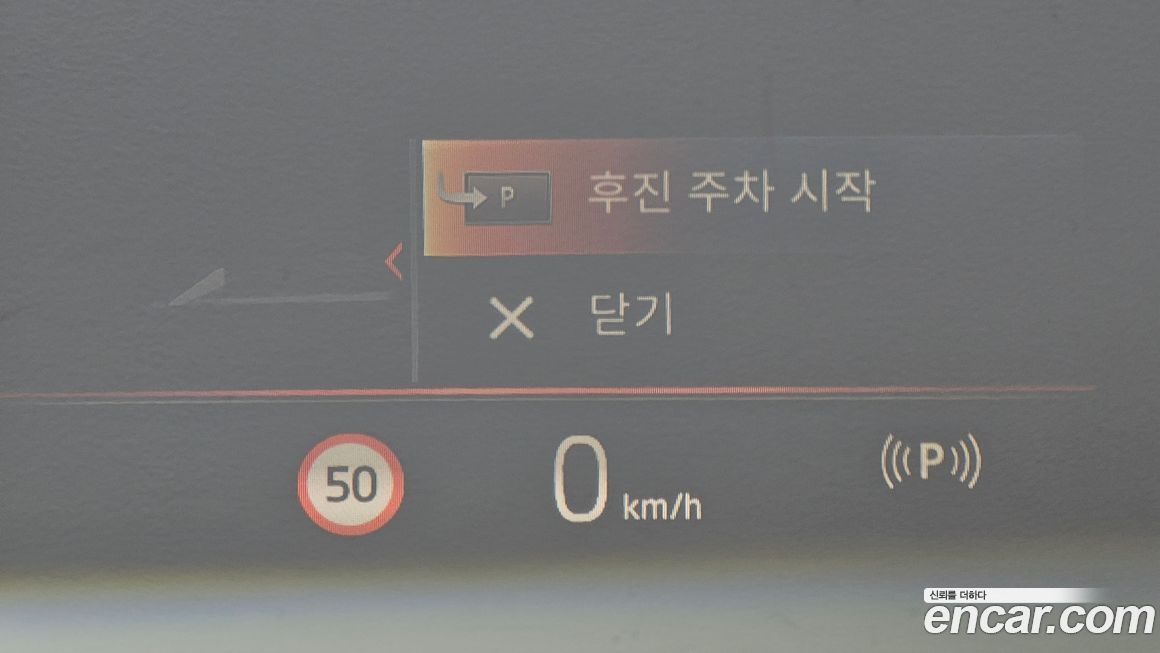 P 후진 주차 시작
✕ 닫기
50
0 km/h
(((P)))
신뢰를 더하다
encar.com